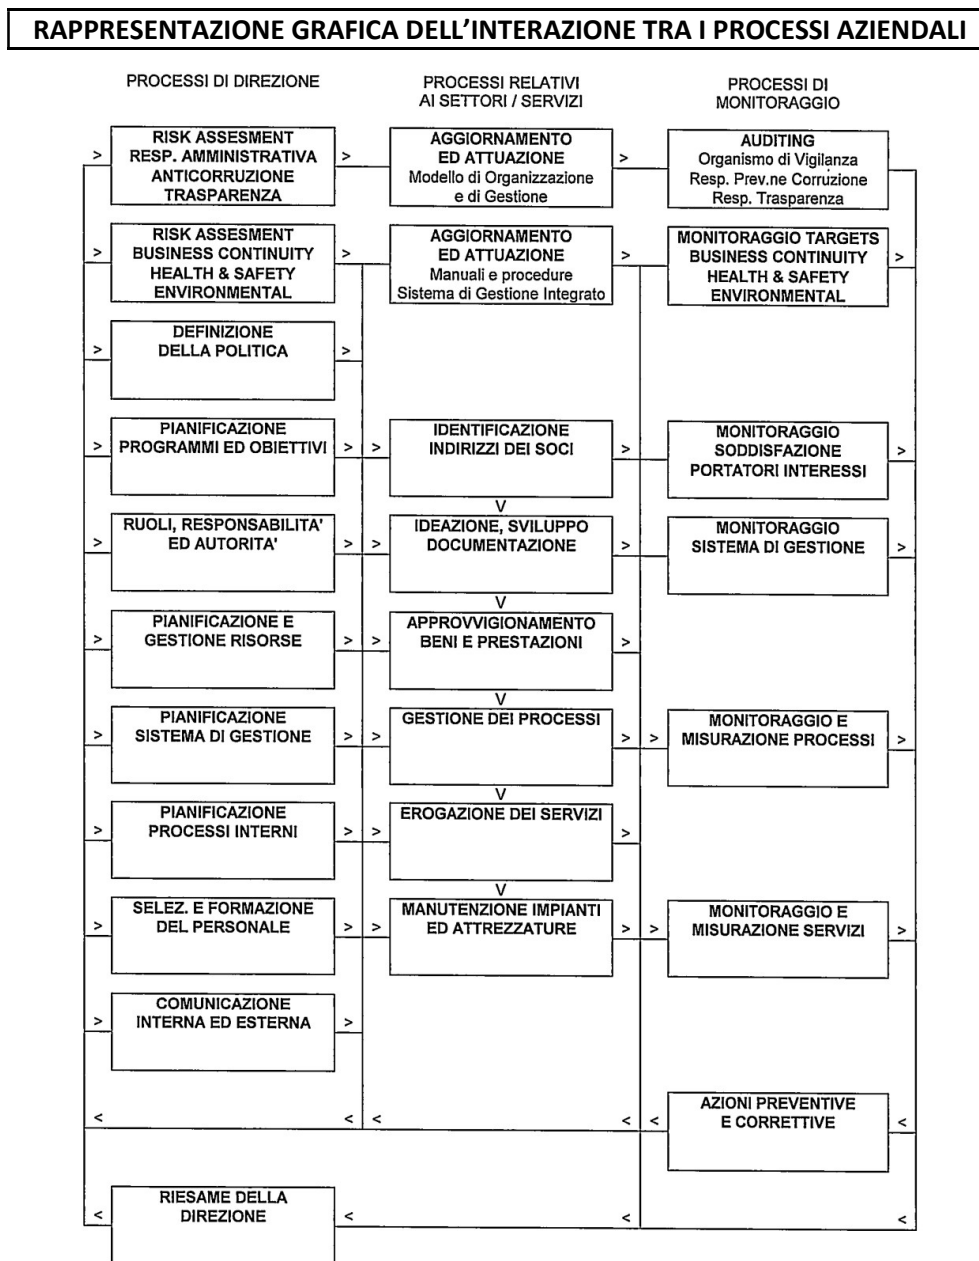 RAPPRESENTAZIONE GRAFICA DELL'INTERAZIONE TRA I PROCESSI AZIENDALI
PROCESSI DI DIREZIONE
PROCESSI RELATIVI
AI SETTORI / SERVIZI
PROCESSI DI
MONITORAGGIO
> RISK ASSESMENT
RESP. AMMINISTRATIVA
ANTICORRUZIONE
TRASPARENZA
> AGGIORNAMENTO
ED ATTUAZIONE
Modello di Organizzazione
e di Gestione
> AUDITING
Organismo di Vigilanza
Resp. Prev.ne Corruzione
Resp. Trasparenza
> RISK ASSESMENT
BUSINESS CONTINUITY
HEALTH & SAFETY
ENVIRONMENTAL
> AGGIORNAMENTO
ED ATTUAZIONE
Manuali e procedure
Sistema di Gestione Integrato
> MONITORAGGIO TARGETS
BUSINESS CONTINUITY
HEALTH & SAFETY
ENVIRONMENTAL >
> DEFINIZIONE
DELLA POLITICA >
> PIANIFICAZIONE
PROGRAMMI ED OBIETTIVI > >
IDENTIFICAZIONE
INDIRIZZI DEI SOCI >
MONITORAGGIO
SODDISFAZIONE
PORTATORI INTERESSI >
V
> RUOLI, RESPONSABILITA'
ED AUTORITA' > >
IDEAZIONE, SVILUPPO
DOCUMENTAZIONE >
MONITORAGGIO
SISTEMA DI GESTIONE >
V
> PIANIFICAZIONE E
GESTIONE RISORSE > >
APPROVVIGIONAMENTO
BENI E PRESTAZIONI >
V
> PIANIFICAZIONE
SISTEMA DI GESTIONE > >
GESTIONE DEI PROCESSI > >
MONITORAGGIO E
MISURAZIONE PROCESSI >
V
> PIANIFICAZIONE
PROCESSI INTERNI > >
EROGAZIONE DEI SERVIZI >
V
> SELEZ. E FORMAZIONE
DEL PERSONALE > >
MANUTENZIONE IMPIANTI
ED ATTREZZATURE > >
MONITORAGGIO E
MISURAZIONE SERVIZI >
> COMUNICAZIONE
INTERNA ED ESTERNA >
< < < < <
AZIONI PREVENTIVE
E CORRETTIVE <
< RIESAME DELLA
DIREZIONE < < <